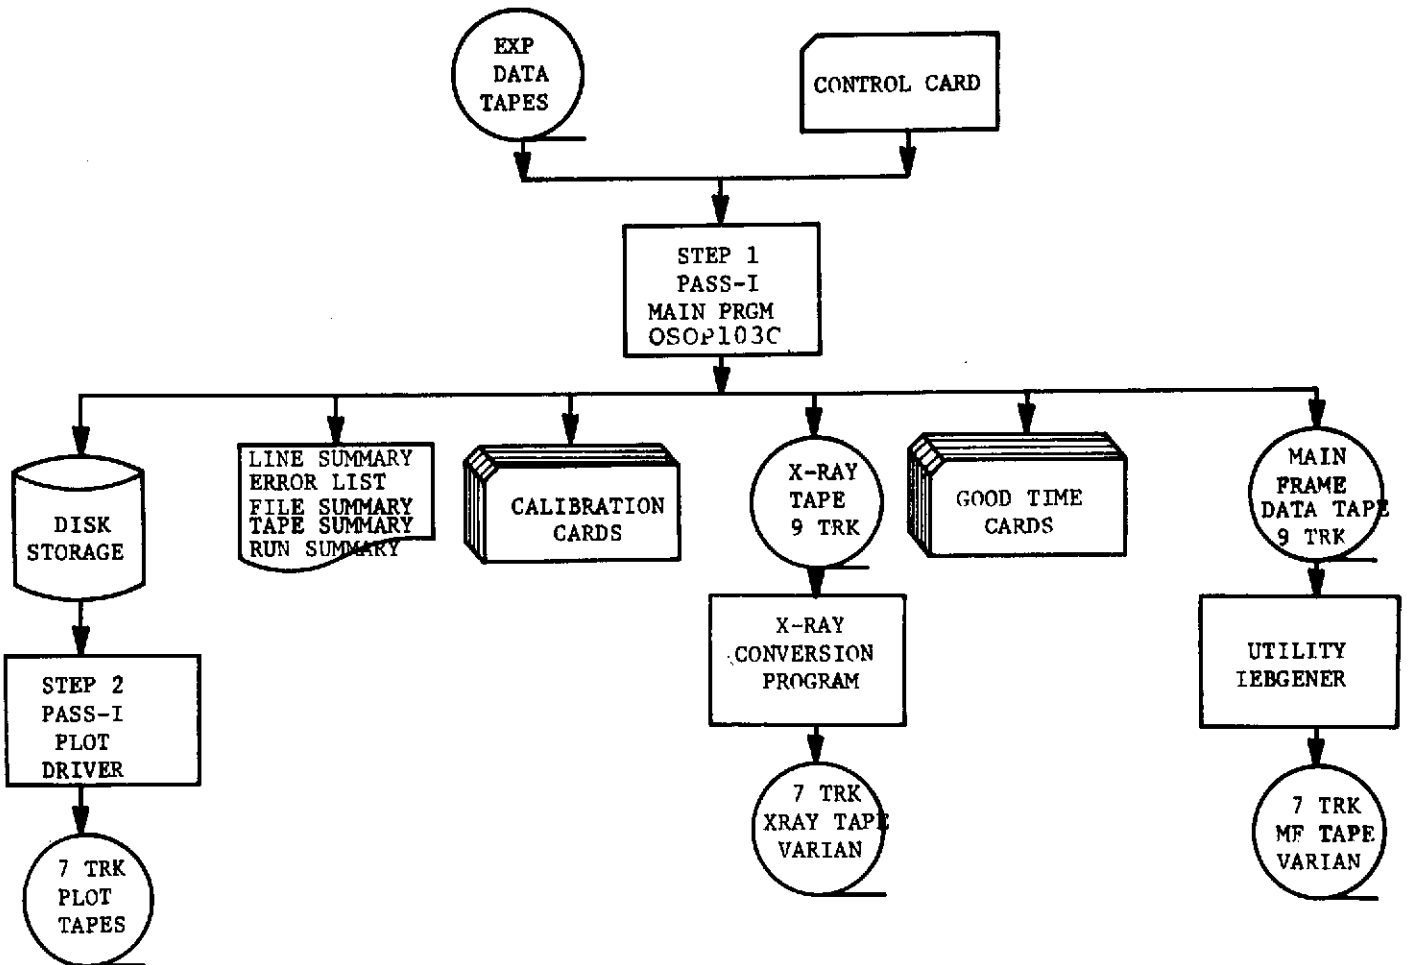 EXP
DATA
TAPES
CONTROL CARD
STEP 1
PASS-I
MAIN PRGM
OSOP103C
DISK
STORAGE
LINE SUMMARY
ERROR LIST
FILE SUMMARY
TAPE SUMMARY
RUN SUMMARY
CALIBRATION
CARDS
X-RAY
TAPE
9 TRK
GOOD TIME
CARDS
MAIN
FRAME
DATA TAPE
9 TRK
STEP 2
PASS-I
PLOT
DRIVER
X-RAY
CONVERSION
PROGRAM
UTILITY
IEBGENER
7 TRK
PLOT
TAPES
7 TRK
XRAY TAPE
VARIAN
7 TRK
MF TAPE
VARIAN